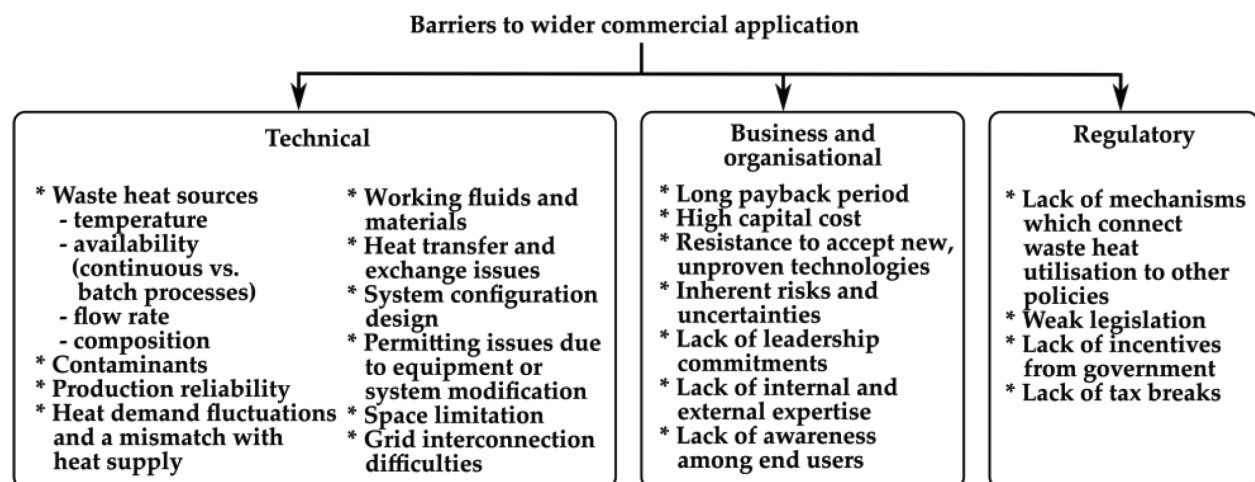 Barriers to wider commercial application
Technical
* Waste heat sources
- temperature
- availability
(continuous vs.
batch processes)
- flow rate
- composition
* Contaminants
* Production reliability
* Heat demand fluctuations
and a mismatch with
heat supply
* Working fluids and
materials
* Heat transfer and
exchange issues
* System configuration
design
* Permitting issues due
to equipment or
system modification
* Space limitation
* Grid interconnection
difficulties
Business and
organisational
* Long payback period
* High capital cost
* Resistance to accept new,
unproven technologies
* Inherent risks and
uncertainties
* Lack of leadership
commitments
* Lack of internal and
external expertise
* Lack of awareness
among end users
Regulatory
* Lack of mechanisms
which connect
waste heat
utilisation to other
policies
* Weak legislation
* Lack of incentives
from government
* Lack of tax breaks